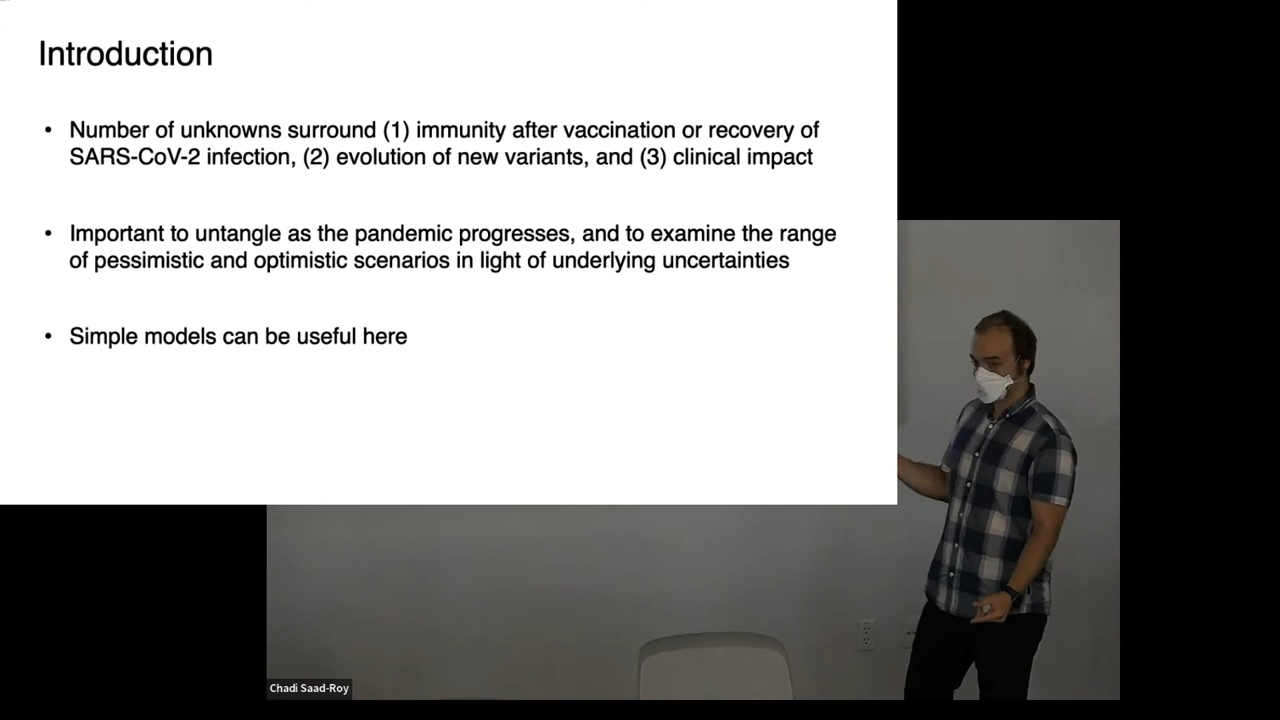 Introduction
• Number of unknowns surround (1) immunity after vaccination or recovery of
SARS-CoV-2 infection, (2) evolution of new variants, and (3) clinical impact
• Important to untangle as the pandemic progresses, and to examine the range
of pessimistic and optimistic scenarios in light of underlying uncertainties
• Simple models can be useful here
Chadi Saad-Roy